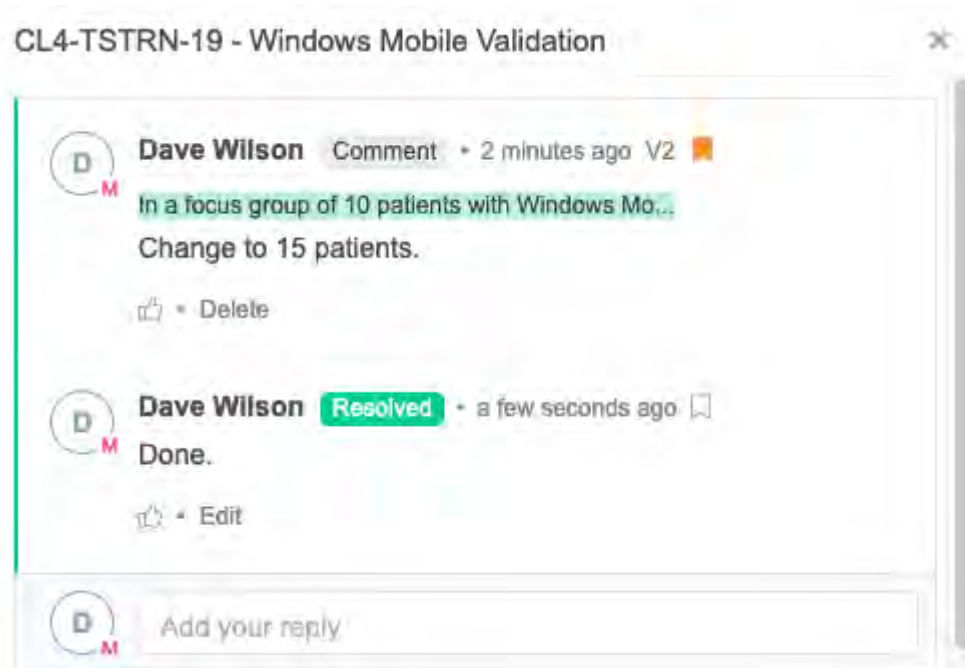 CL4-TSTRN-19 - Windows Mobile Validation
D M Dave Wilson Comment • 2 minutes ago V2
In a focus group of 10 patients with Windows Mo...
Change to 15 patients.
• Delete
D M Dave Wilson Resolved • a few seconds ago
Done.
• Edit
D M Add your reply